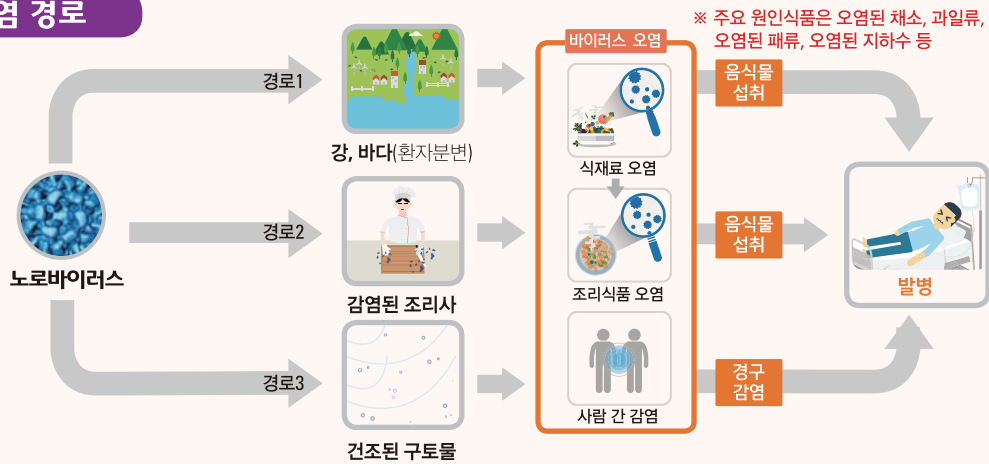 염 경로
※ 주요 원인식품은 오염된 채소, 과일류,
오염된 패류, 오염된 지하수 등
노로바이러스
경로1
강, 바다(환자분변)
경로2
감염된 조리사
경로3
건조된 구토물
바이러스 오염
식재료 오염
조리식품 오염
사람 간 감염
음식물
섭취
음식물
섭취
경구
감염
발병